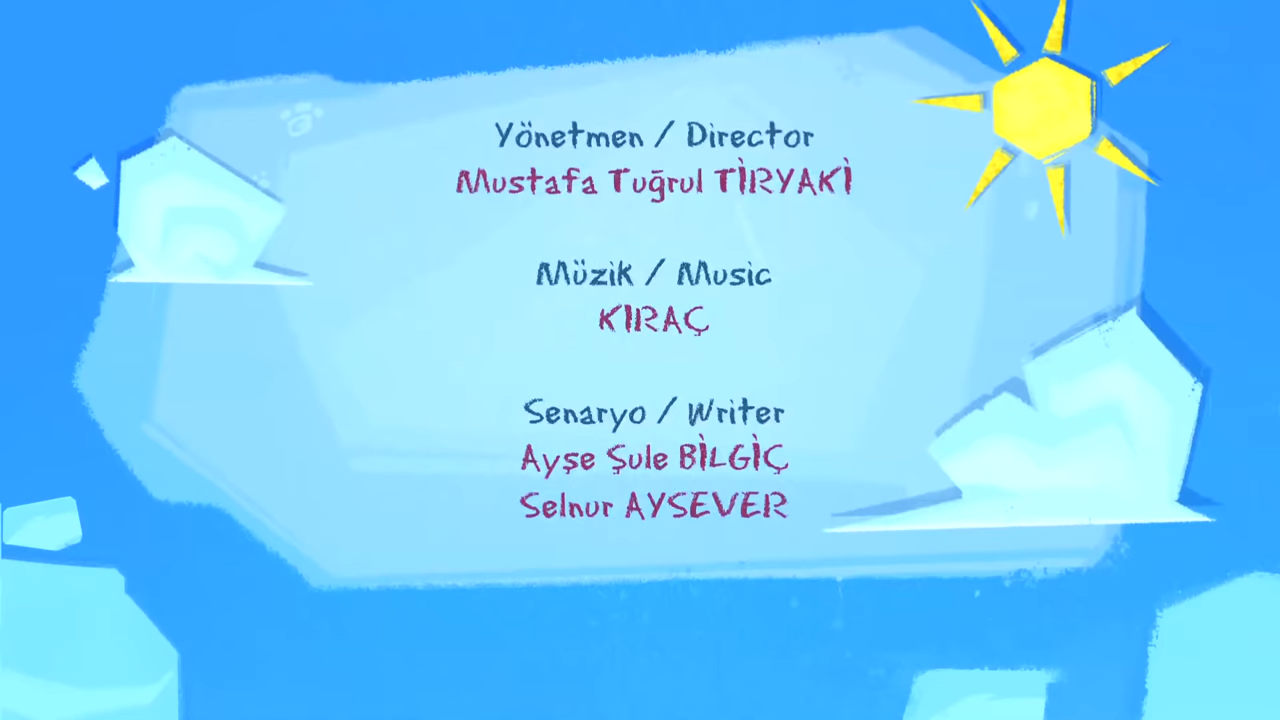 Yönetmen / Director
Mustafa Tuğrul TİRYAKİ
Müzik / Music
KIRAÇ
Senaryo / Writer
Ayşe Şule BİLGİÇ
Selnur AYSEVER